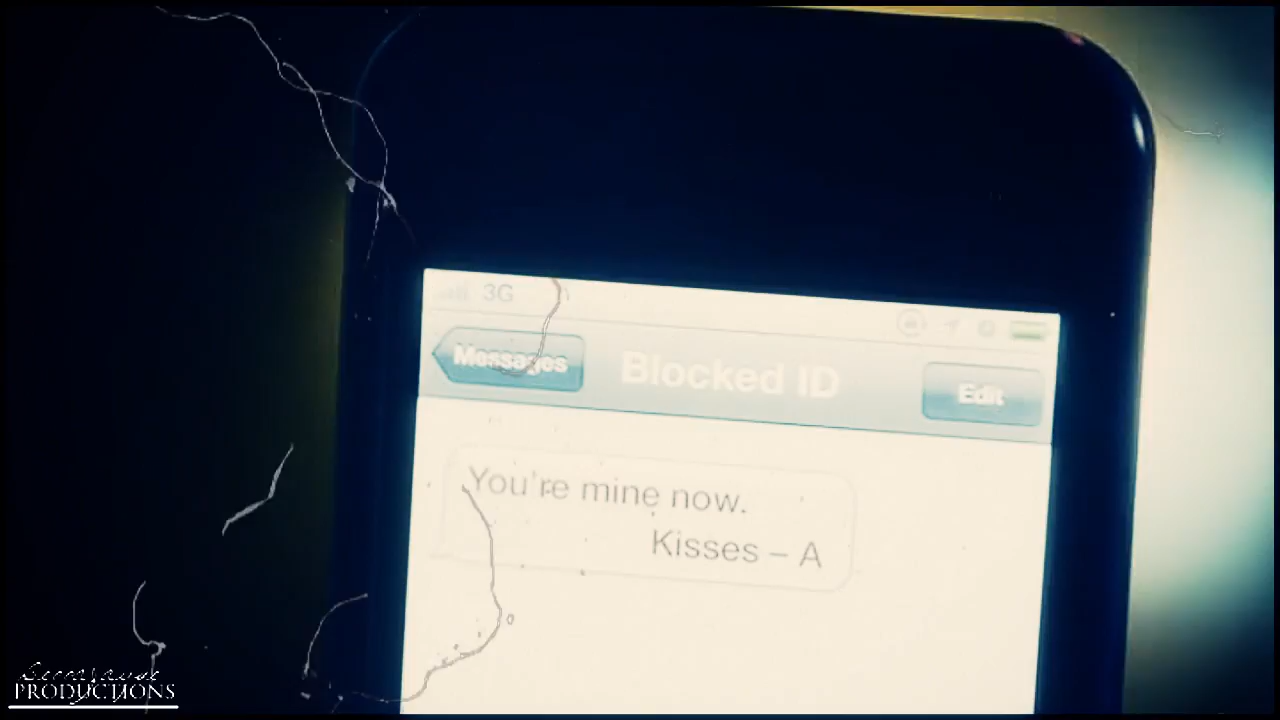 3G
Messages
Blocked ID
Edit
You're mine now.
Kisses – A
PRODUCTIONS